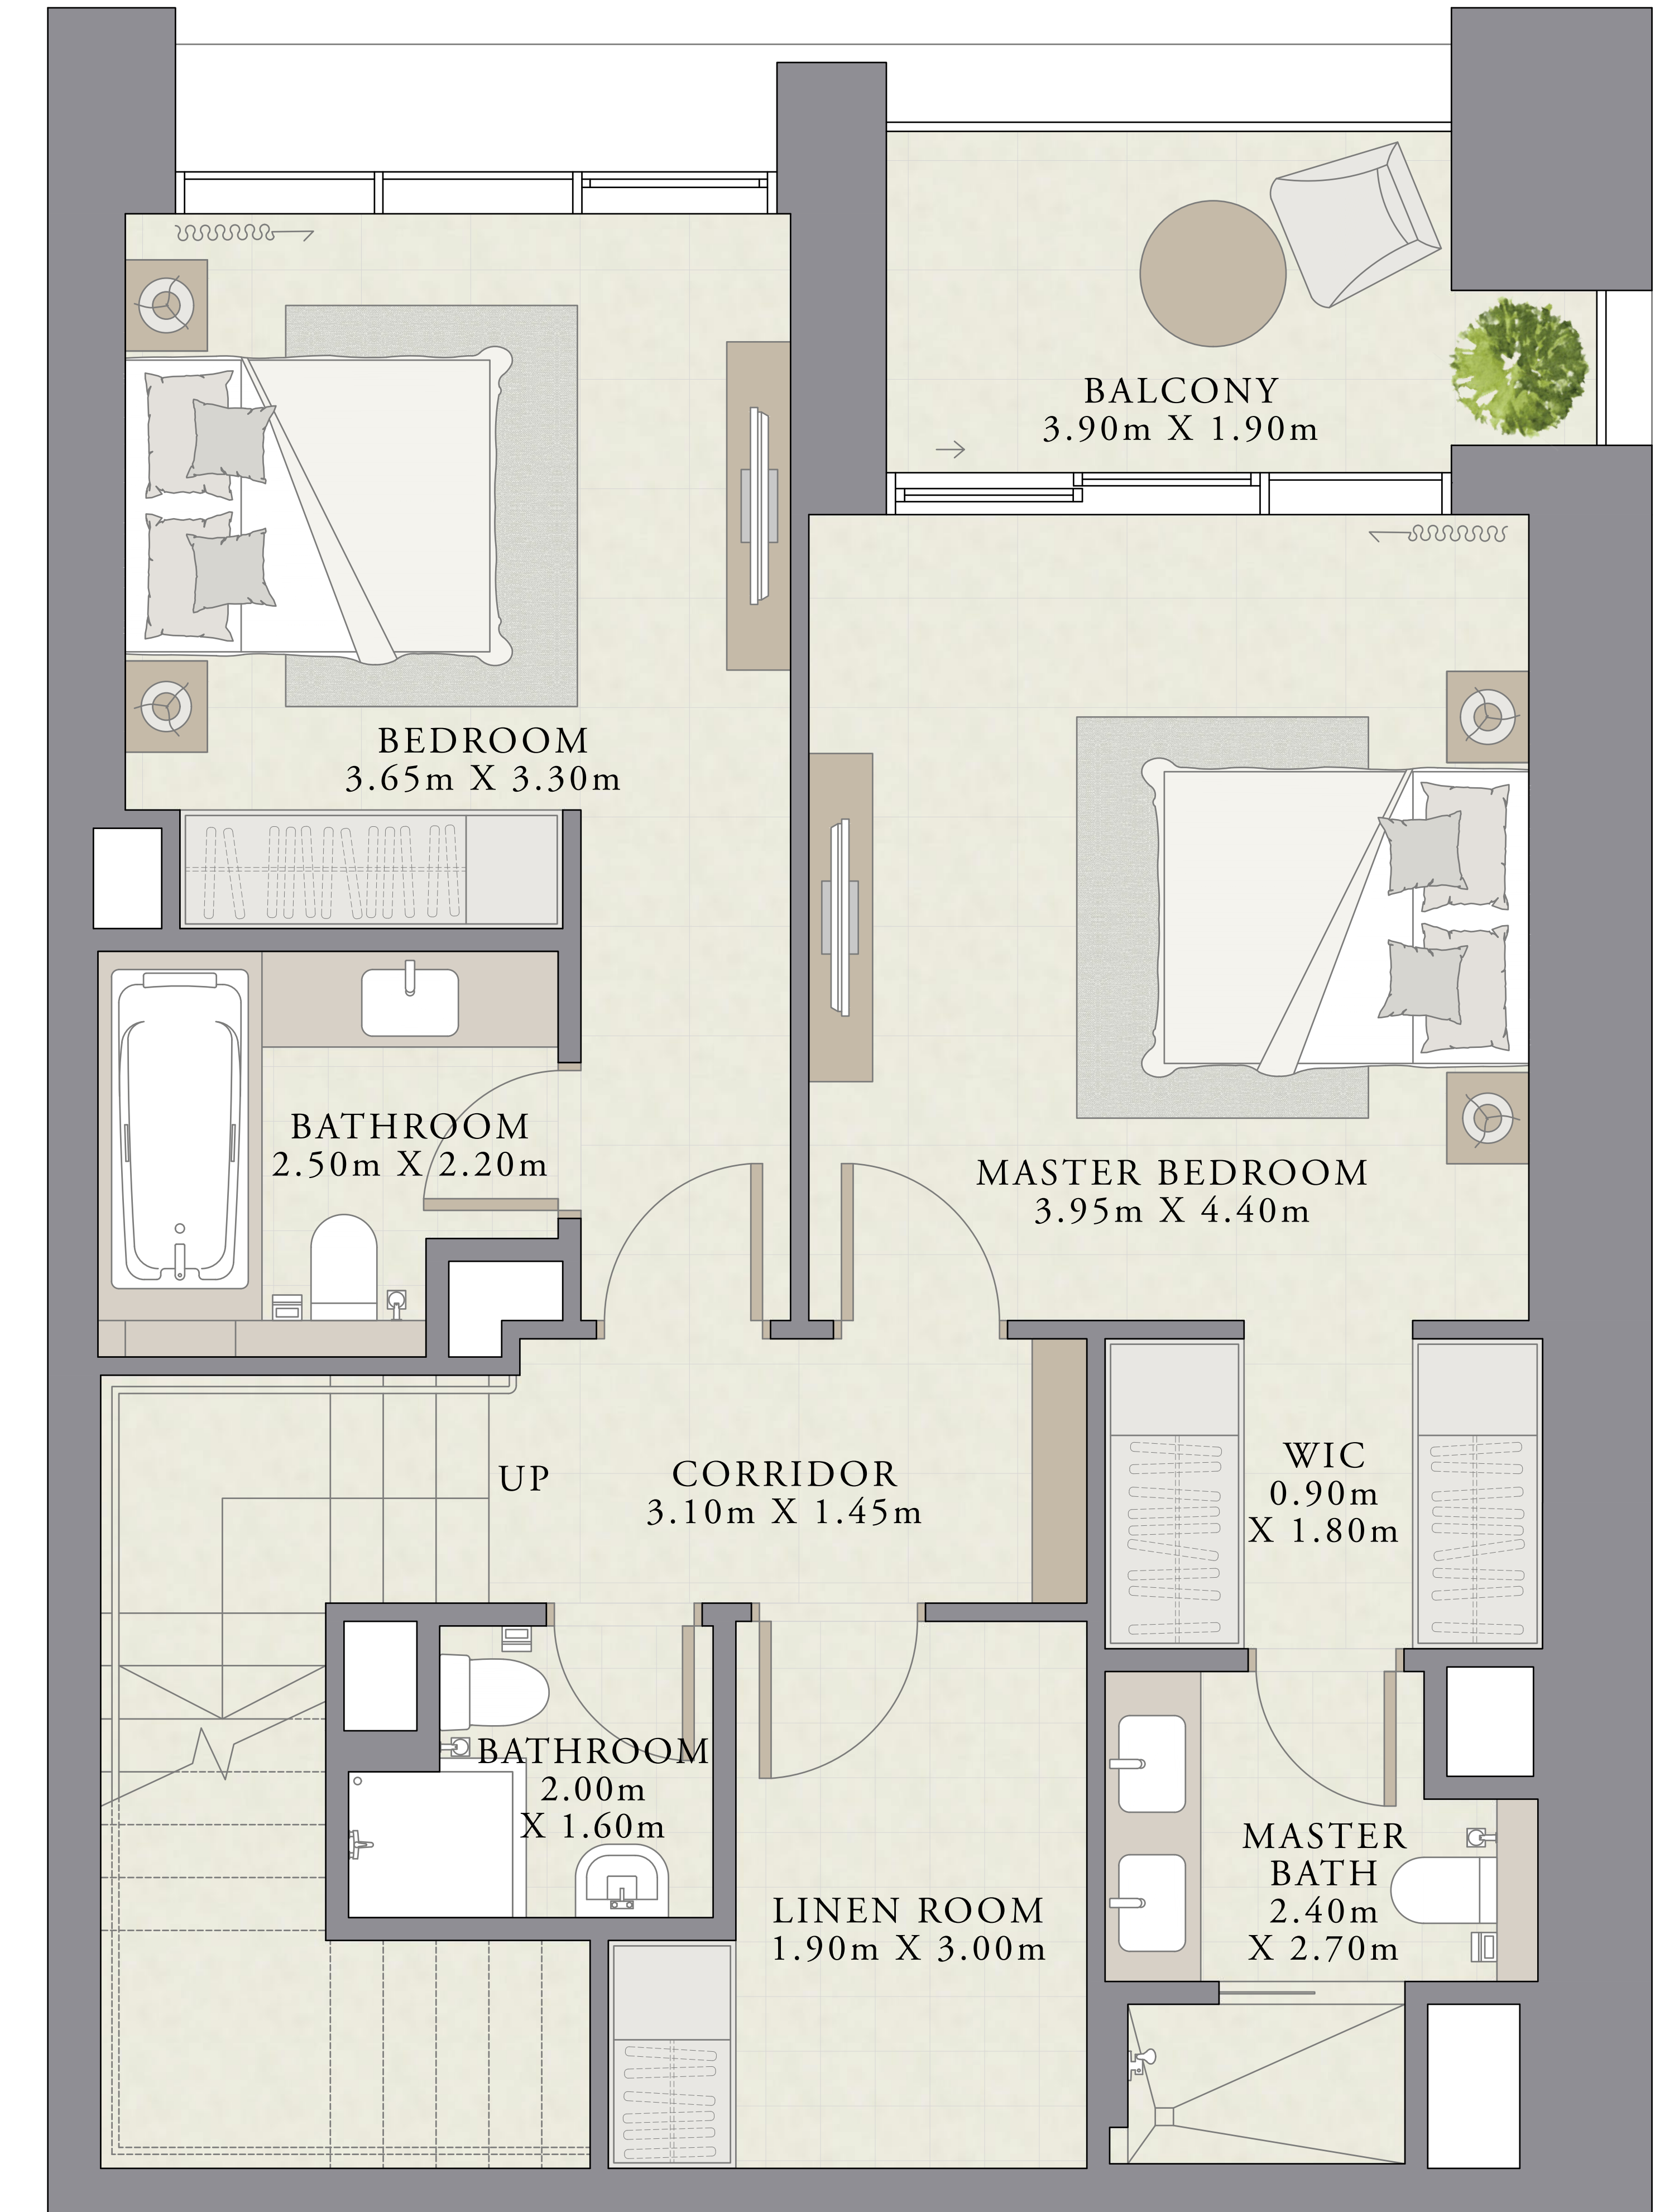 BALCONY
3.90m X 1.90m
BEDROOM
3.65m X 3.30m
BATHROOM
2.50m X 2.20m
MASTER BEDROOM
3.95m X 4.40m
UP
CORRIDOR
3.10m X 1.45m
WIC
0.90m
X 1.80m
BATHROOM
2.00m
X 1.60m
LINEN ROOM
1.90m X 3.00m
MASTER
BATH
2.40m
X 2.70m